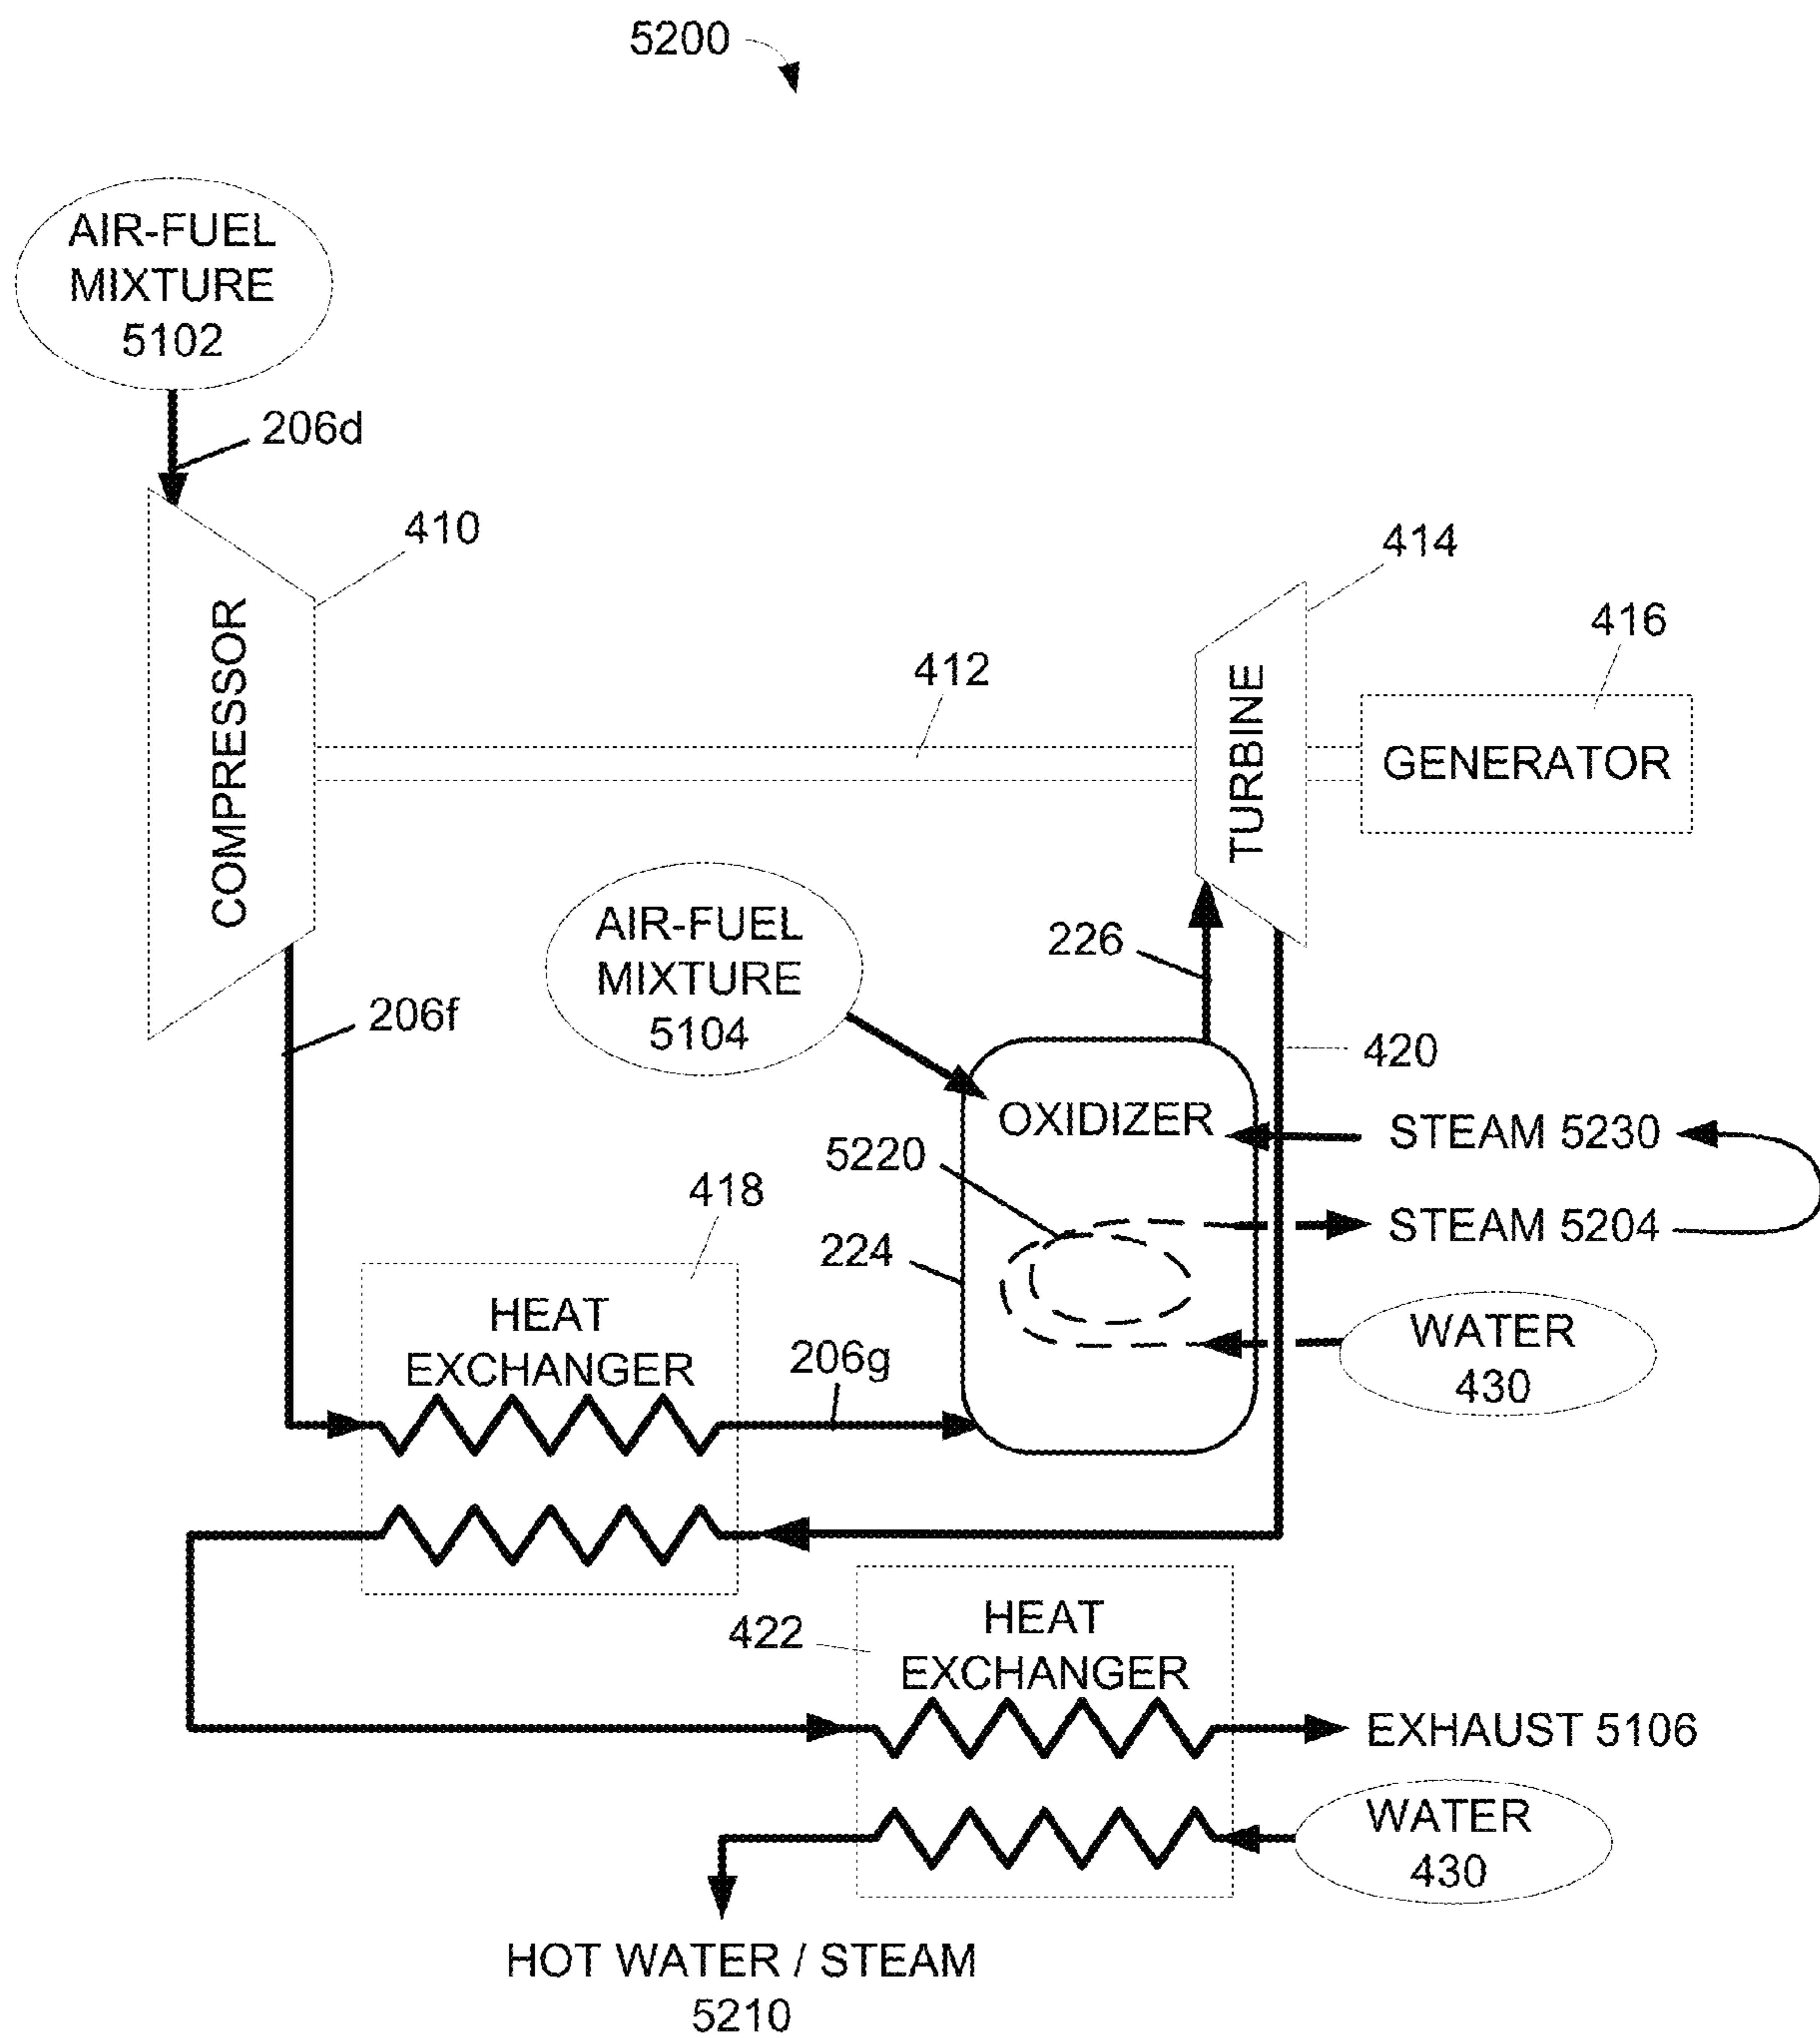 5200
AIR-FUEL
MIXTURE
5102
206d
410
COMPRESSOR
412
414
TURBINE
416
GENERATOR
AIR-FUEL
MIXTURE
5104
226
206f
420
OXIDIZER
STEAM 5230
5220
STEAM 5204
418
224
HEAT
EXCHANGER
206g
WATER
430
422
HEAT
EXCHANGER
EXHAUST 5106
WATER
430
HOT WATER / STEAM
5210